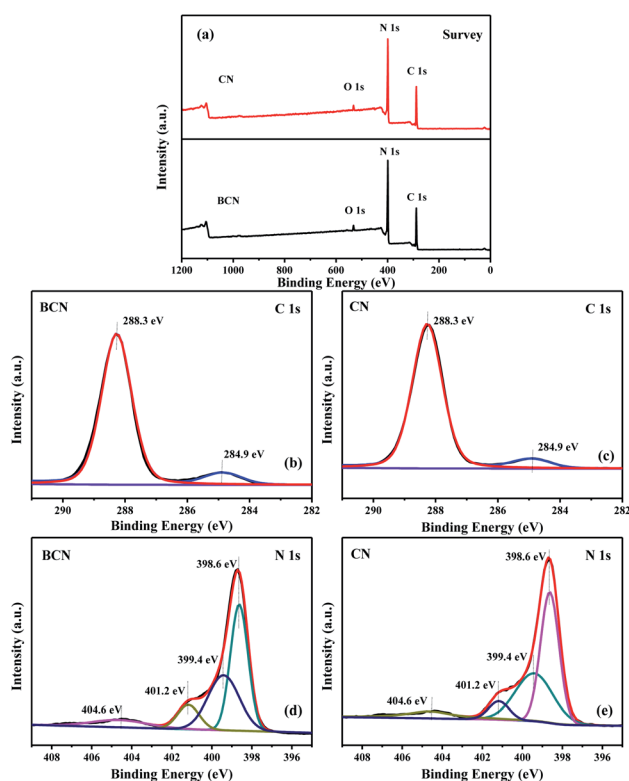 (a)
Survey
N 1s
CN
C 1s
O 1s
N 1s
BCN
C 1s
O 1s
Intensity (a.u.)
Intensity (a.u.)
1200 1000 800 600 400 200 0
Binding Energy (eV)
BCN C 1s
288.3 eV
284.9 eV
(b)
Intensity (a.u.)
290 288 286 284 282
Binding Energy (eV)
CN C 1s
288.3 eV
284.9 eV
(c)
Intensity (a.u.)
290 288 286 284 282
Binding Energy (eV)
BCN N 1s
398.6 eV
399.4 eV
401.2 eV
404.6 eV
(d)
Intensity (a.u.)
408 406 404 402 400 398 396
Binding Energy (eV)
CN N 1s
398.6 eV
399.4 eV
401.2 eV
404.6 eV
(e)
Intensity (a.u.)
408 406 404 402 400 398 396
Binding Energy (eV)